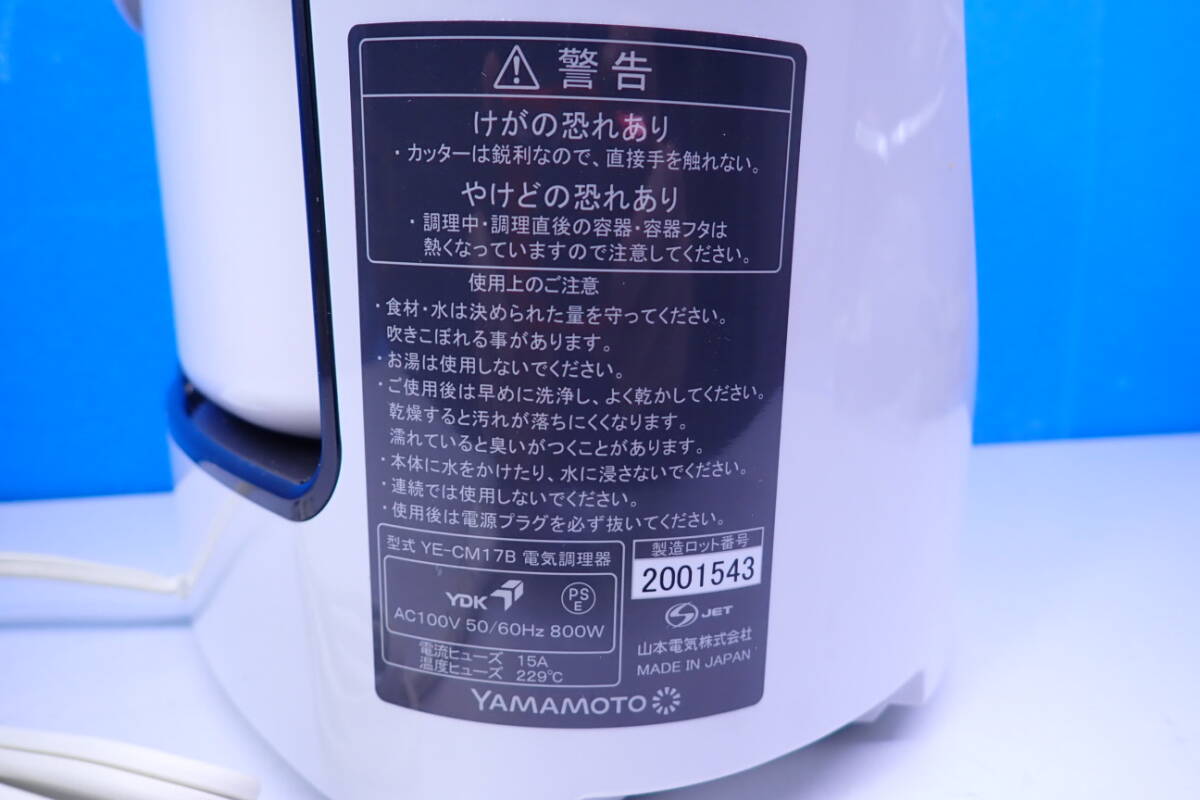 警告
けがの恐れあり
・カッターは鋭利なので、直接手を触れない。
やけどの恐れあり
・調理中・調理直後の容器・容器フタは
熱くなっていますので注意してください。
使用上のご注意
・食材・水は決められた量を守ってください。
吹きこぼれる事があります。
・お湯は使用しないでください。
・ご使用後は早めに洗浄し、よく乾かしてください。
乾燥すると汚れが落ちにくくなります。
濡れていると臭いがつくことがあります。
・本体に水をかけたり、水に浸さないでください。
・連続では使用しないでください。
・使用後は電源プラグを必ず抜いてください。
型式 YE-CM17B 電気調理器
YDK
PS
E
AC100V 50/60Hz 800W
電流ヒューズ 15A
温度ヒューズ 229℃
製造ロット番号
2001543
JET
山本電気株式会社
MADE IN JAPAN
YAMAMOTO